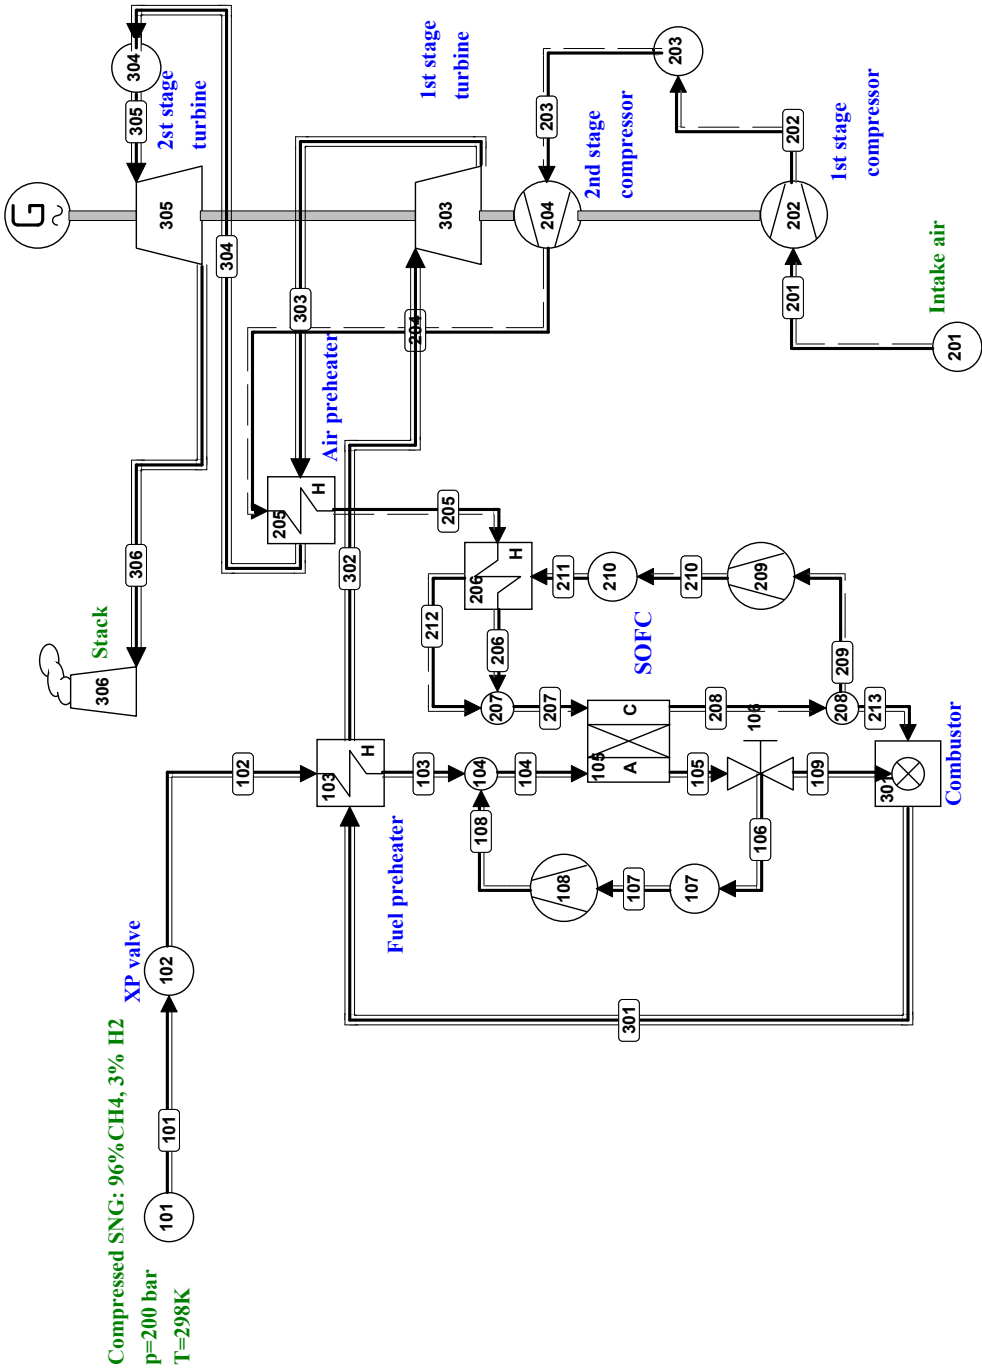 G
Stack
306
Compressed SNG: 96%CH4, 3% H2
p=200 bar
T=298K
XP valve
306
305
304
101
101
102
305
2st stage
turbine
304
102
205
H
303
103
H
302
Air preheater
Fuel preheater
204
103
212
205
303
1st stage
turbine
108
104
206
H
207
206
104
207
204
203
108
211
2nd stage
compressor
105
A
C
210
301
107
SOFC
203
107
105
210
208
106
106
209
201
202
202
109
1st stage
compressor
208
209
213
301
Intake air
Combustor
201